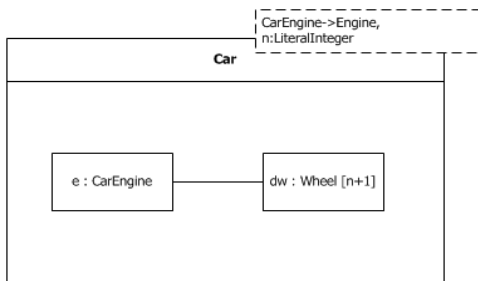 CarEngine->Engine,
n:LiteralInteger
Car
e : CarEngine
dw : Wheel [n+1]